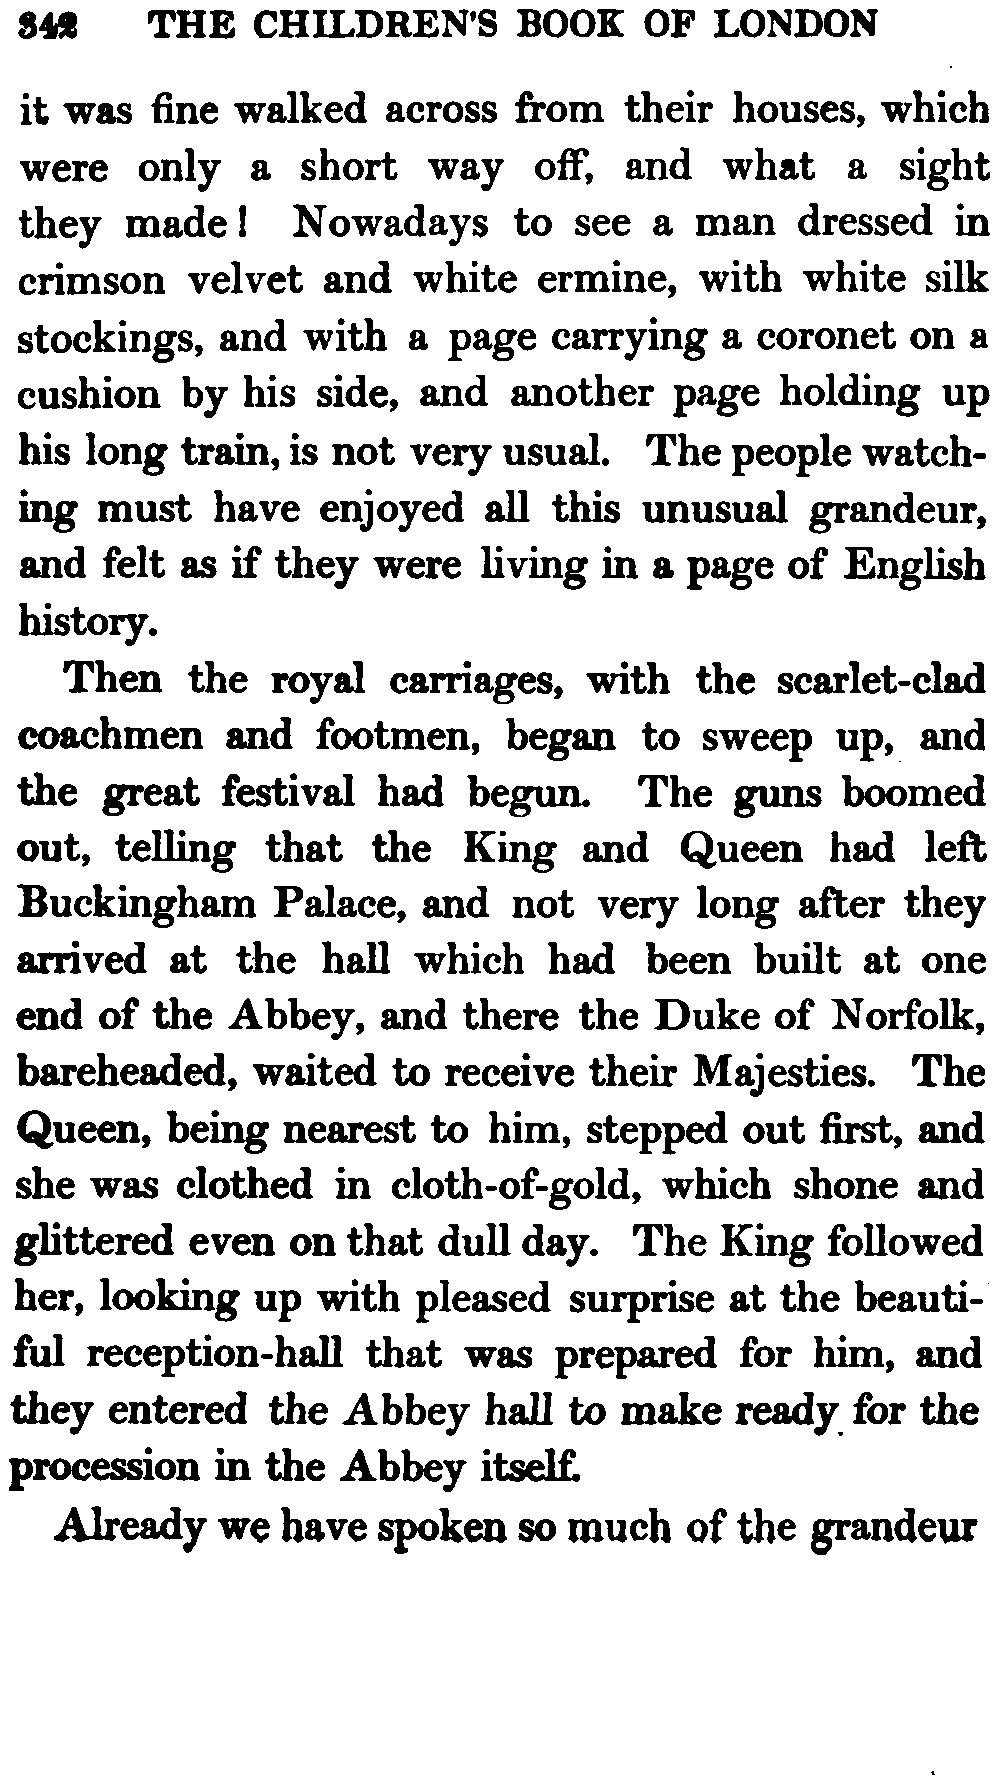 342 THE CHILDREN'S BOOK OF LONDON
it was fine walked across from their houses, which
were only a short way off, and what a sight
they made! Nowadays to see a man dressed in
crimson velvet and white ermine, with white silk
stockings, and with a page carrying a coronet on a
cushion by his side, and another page holding up
his long train, is not very usual. The people watch-
ing must have enjoyed all this unusual grandeur,
and felt as if they were living in a page of English
history.
Then the royal carriages, with the scarlet-clad
coachmen and footmen, began to sweep up, and
the great festival had begun. The guns boomed
out, telling that the King and Queen had left
Buckingham Palace, and not very long after they
arrived at the hall which had been built at one
end of the Abbey, and there the Duke of Norfolk,
bareheaded, waited to receive their Majesties. The
Queen, being nearest to him, stepped out first, and
she was clothed in cloth-of-gold, which shone and
glittered even on that dull day. The King followed
her, looking up with pleased surprise at the beauti-
ful reception-hall that was prepared for him, and
they entered the Abbey hall to make ready for the
procession in the Abbey itself.
Already we have spoken so much of the grandeur